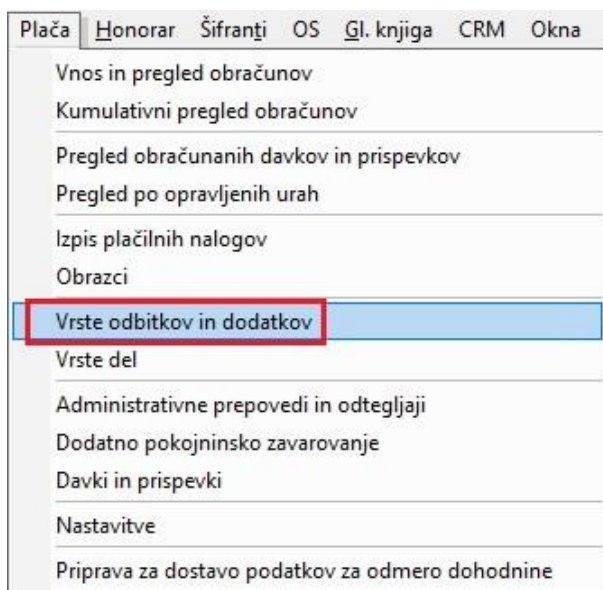 Plača Honorar Šifranti OS Gl. knjiga CRM Okna
Vnos in pregled obračunov
Kumulativni pregled obračunov
Pregled obračunanih davkov in prispevkov
Pregled po opravljenih urah
Izpis plačilnih nalogov
Obrazci
Vrste odbitkov in dodatkov
Vrste del
Administrativne prepovedi in odtegljaji
Dodatno pokojninsko zavarovanje
Davki in prispevki
Nastavitve
Priprava za dostavo podatkov za odmero dohodnine